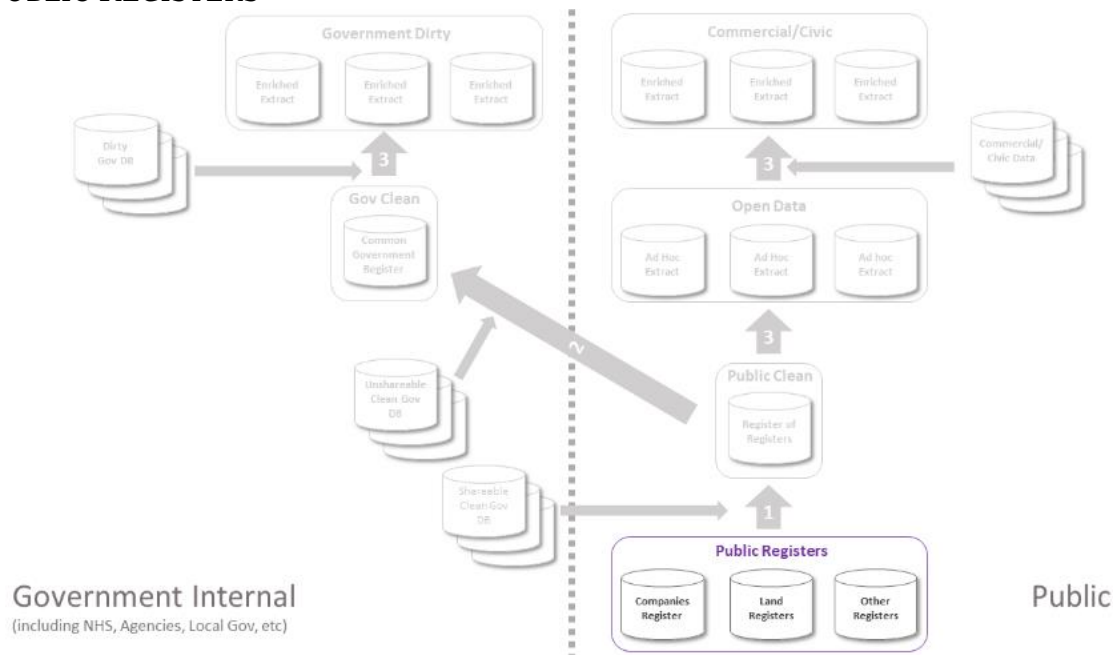 Government Dirty
Enriched
Extract
Enriched
Extract
Enriched
Extract
Commercial/Civic
Enriched
Extract
Enriched
Extract
Enriched
Extract
Dirty
Gov DB
3
3
Commercial/
Civic Data
Gov Clean
Common
Government
Register
Open Data
Ad Hoc
Extract
Ad Hoc
Extract
Ad hoc
Extract
2
3
Unshareable
Clean Gov
DB
Public Clean
Register of
Registers
Shareable
Clean Gov
DB
1
Public Registers
Companies
Register
Land
Registers
Other
Registers
Government Internal
(including NHS, Agencies, Local Gov, etc)
Public